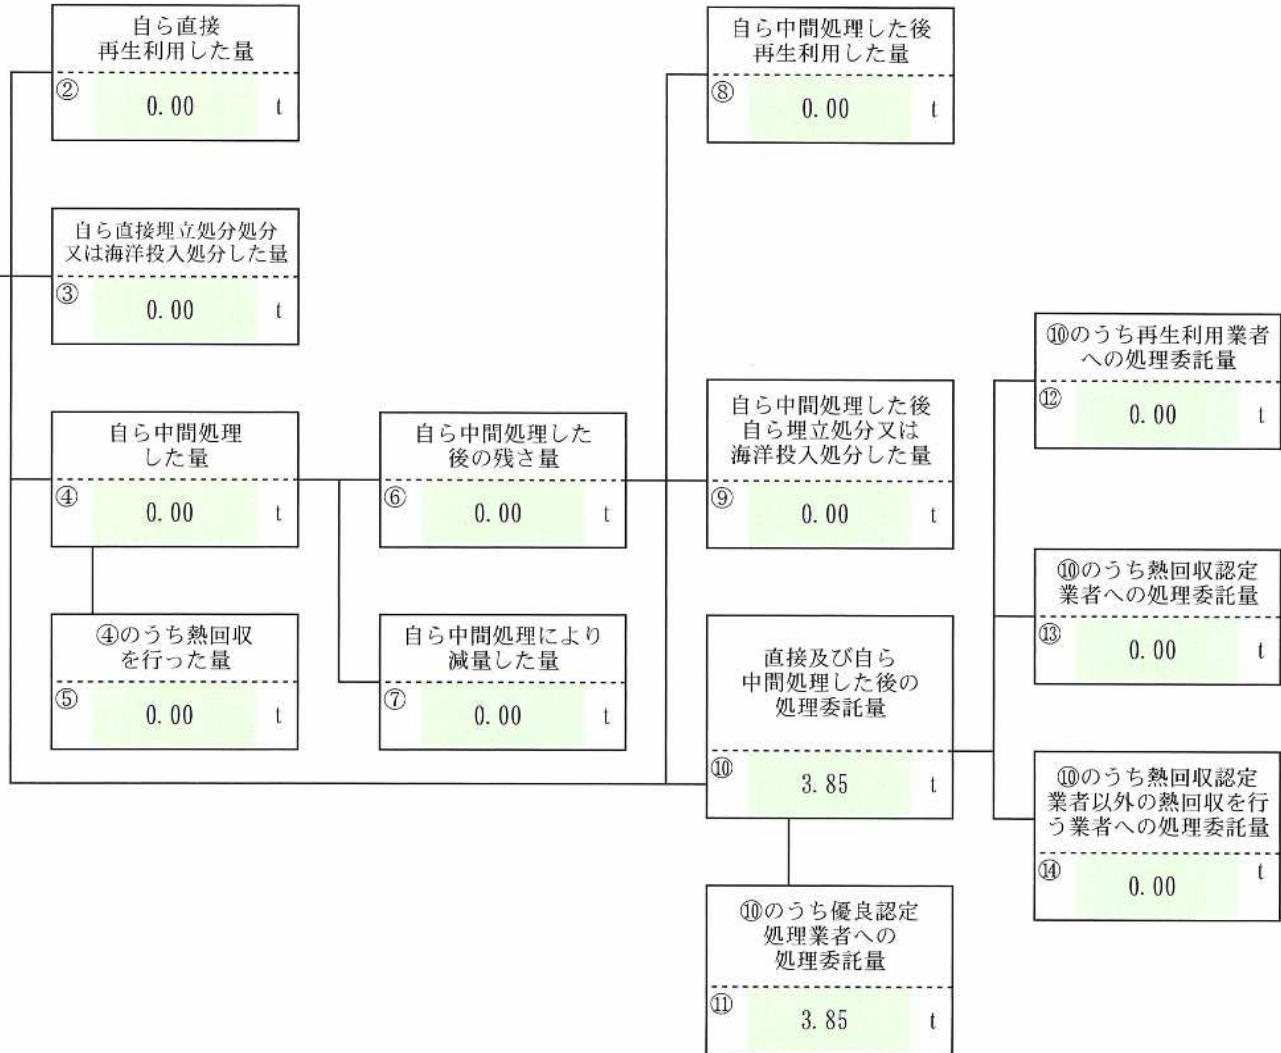 自ら直接
再生利用した量
② 0.00 t
自ら直接埋立処分処分
又は海洋投入処分した量
③ 0.00 t
自ら中間処理
した量
④ 0.00 t
④のうち熱回収
を行った量
⑤ 0.00 t
自ら中間処理した
後の残さ量
⑥ 0.00 t
自ら中間処理により
減量した量
⑦ 0.00 t
自ら中間処理した後
再生利用した量
⑧ 0.00 t
自ら中間処理した後
自ら埋立処分又は
海洋投入処分した量
⑨ 0.00 t
直接及び自ら
中間処理した後の
処理委託量
⑩ 3.85 t
⑩のうち優良認定
処理業者への
処理委託量
⑪ 3.85 t
⑩のうち再生利用業者
への処理委託量
⑫ 0.00 t
⑩のうち熱回収認定
業者への処理委託量
⑬ 0.00 t
⑩のうち熱回収認定
業者以外の熱回収を行
う業者への処理委託量
⑭ 0.00 t